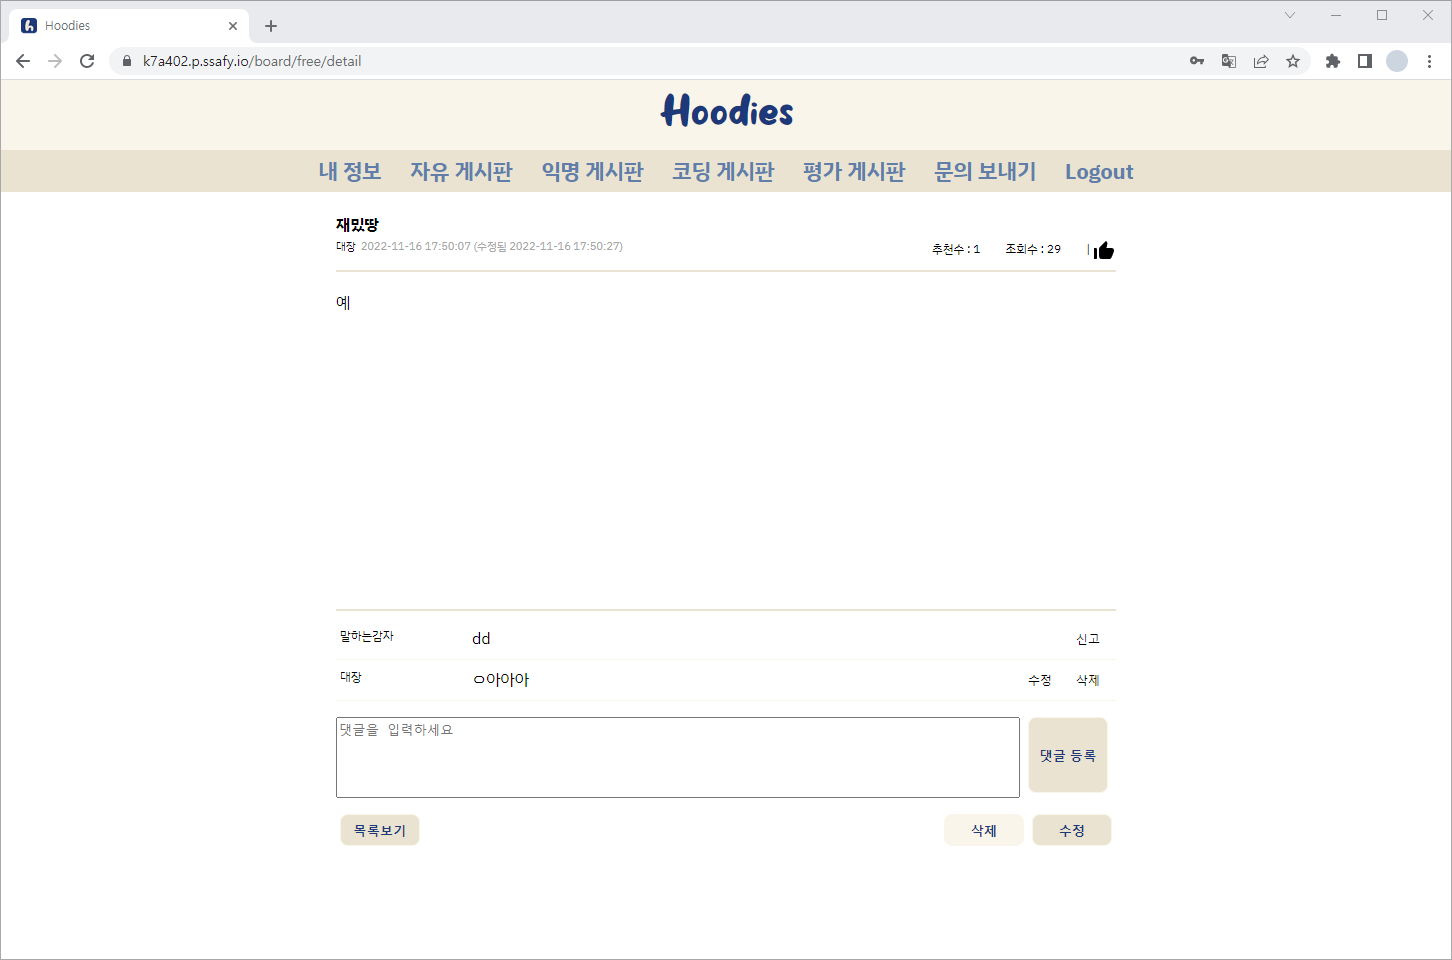 Hoodies
k7a402.p.ssafy.io/board/free/detail
Hoodies
내 정보 자유 게시판 익명 게시판 코딩 게시판 평가 게시판 문의 보내기 Logout
재밌땅
대장 2022-11-16 17:50:07 (수정됨 2022-11-16 17:50:27)
추천수 : 1 조회수 : 29 |
예
말하는감자 dd 신고
대장 ㅇ아아아 수정 삭제
댓글을 입력하세요
댓글 등록
목록보기 삭제 수정